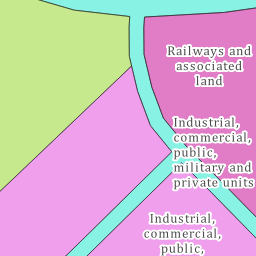 Railways and
associated
land
Industrial,
commercial,
public,
military and
private units
Industrial,
commercial,
public,